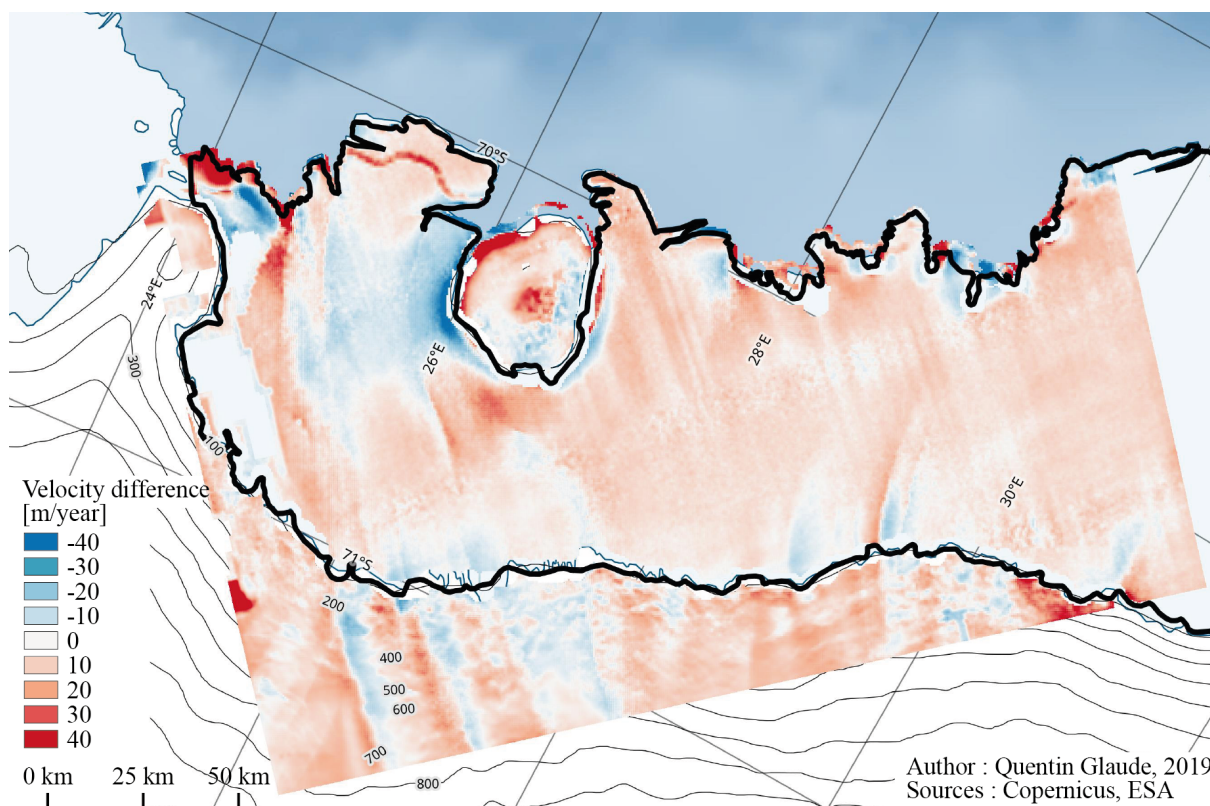 70°S
24°E
300
26°E
28°E
100
30°E
71°S
200
400
500
600
700
800
Velocity difference
[m/year]
-40
-30
-20
-10
0
10
20
30
40
0 km 25 km 50 km
Author : Quentin Glaude, 2019
Sources : Copernicus, ESA